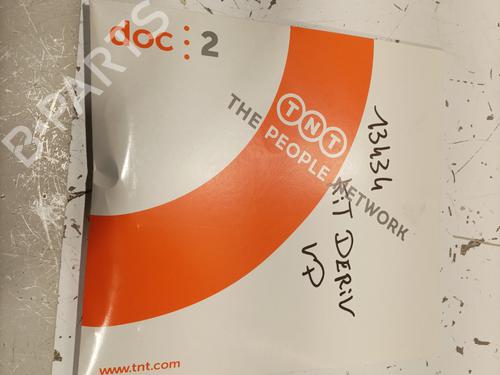 doc: 2
TNT
THE PEOPLE NETWORK
13434
KIT DERIV
VP
www.tnt.com
B-PARTS